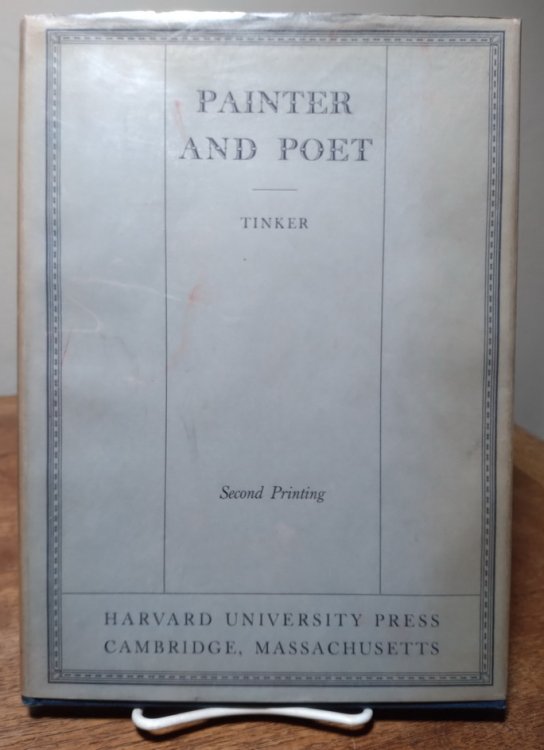 PAINTER
AND POET
TINKER
Second Printing
HARVARD UNIVERSITY PRESS
CAMBRIDGE, MASSACHUSETTS